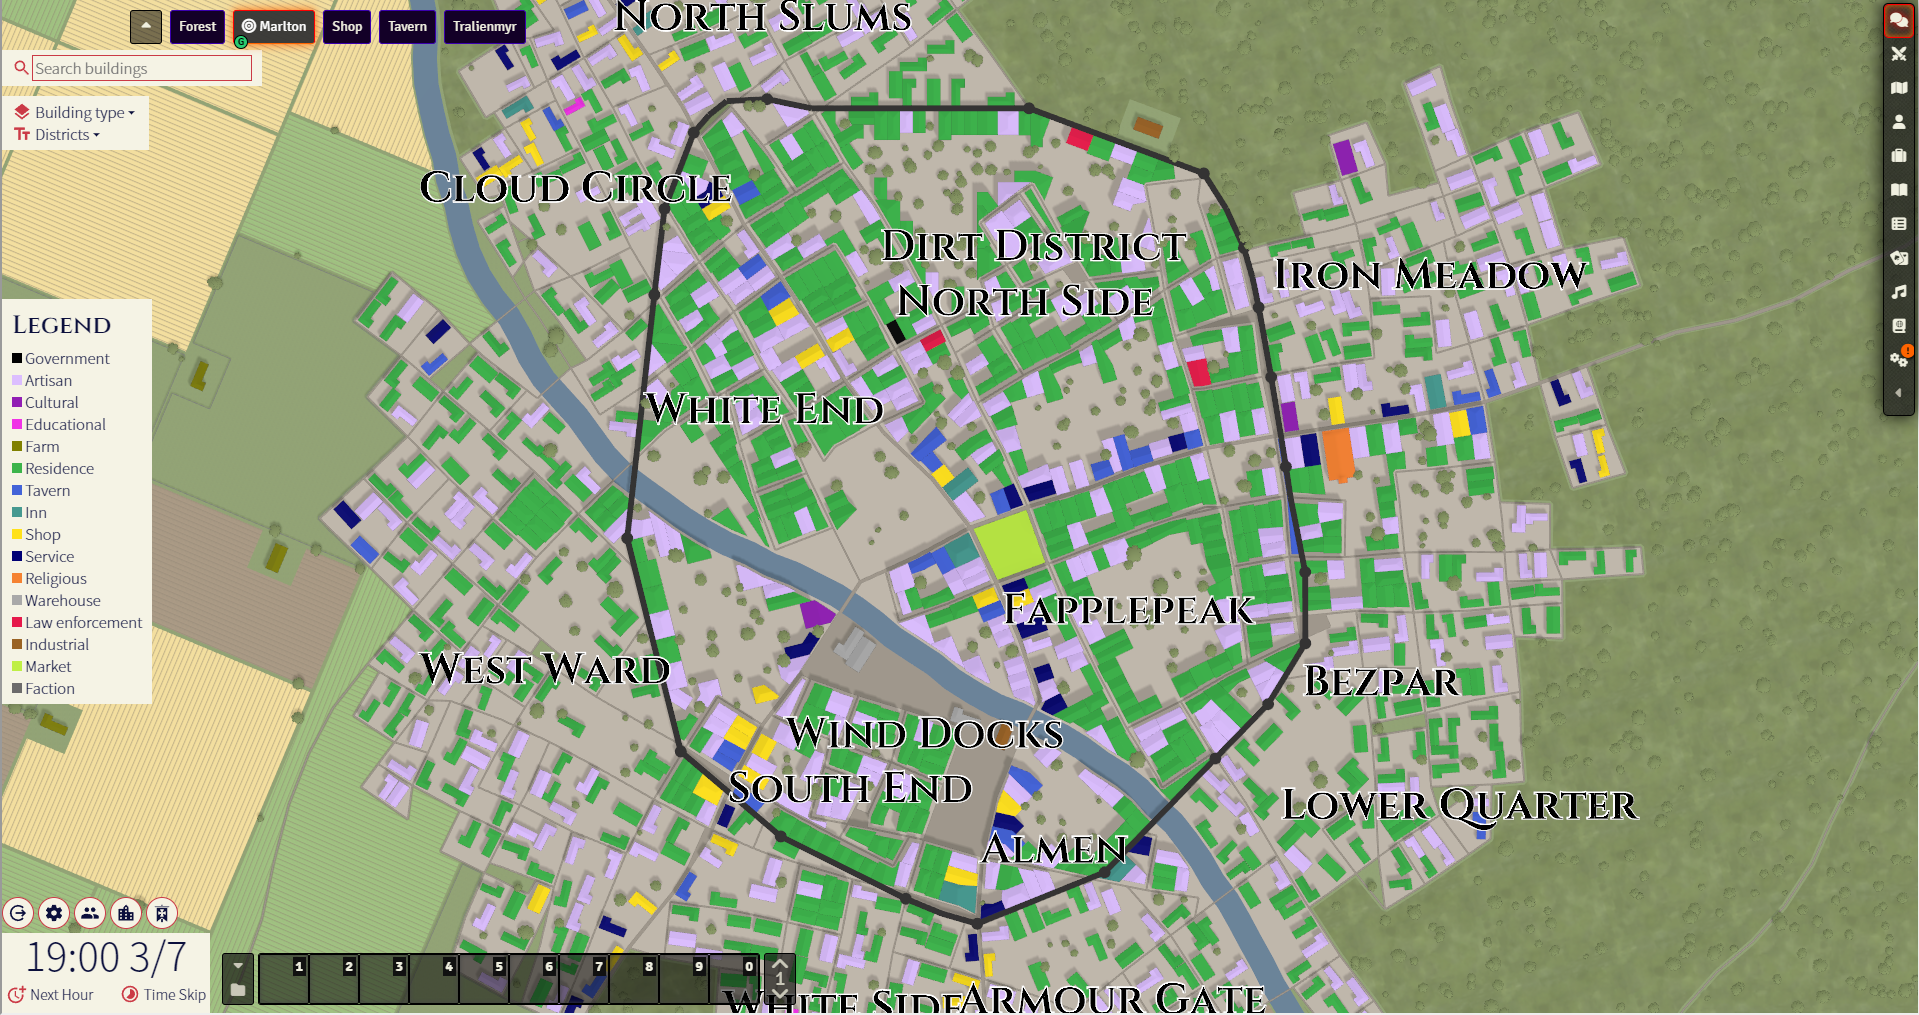 NORTH SLUMS
Forest
Marlton
G
Shop
Tavern
Tralienmyr
Search buildings
Building type
Districts
CLOUD CIRCLE
DIRT DISTRICT
NORTH SIDE
IRON MEADOW
LEGEND
Government
Artisan
Cultural
Educational
Farm
Residence
Tavern
Inn
Shop
Service
Religious
Warehouse
Law enforcement
Industrial
Market
Faction
WHITE END
FAPPLEPEAK
WEST WARD
BEZPAR
WIND DOCKS
SOUTH END
LOWER QUARTER
ALMEN
19:00 3/7
Next Hour
Time Skip
1 2 3 4 5 6 7 8 9 0
1
WHITE SIDE
ARMOUR GATE